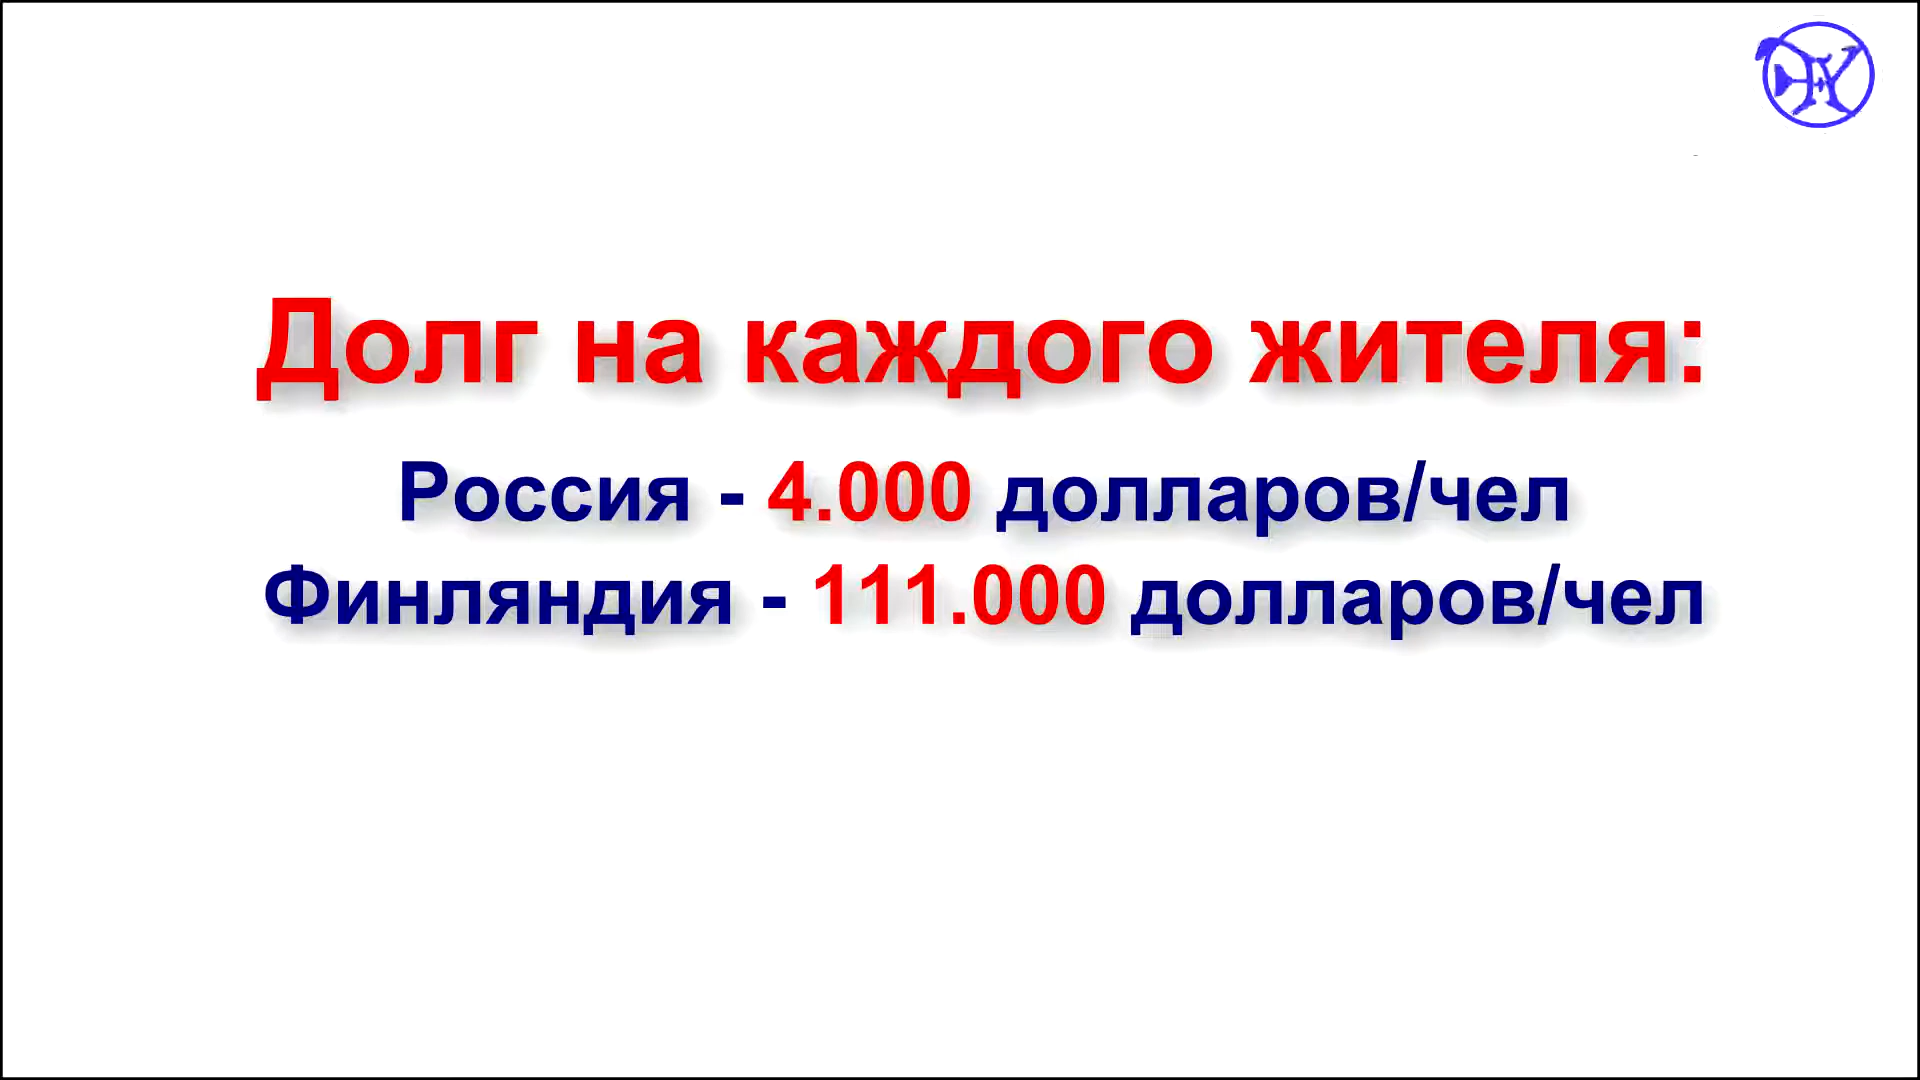 Долг на каждого жителя:
Россия - 4.000 долларов/чел
Финляндия - 111.000 долларов/чел